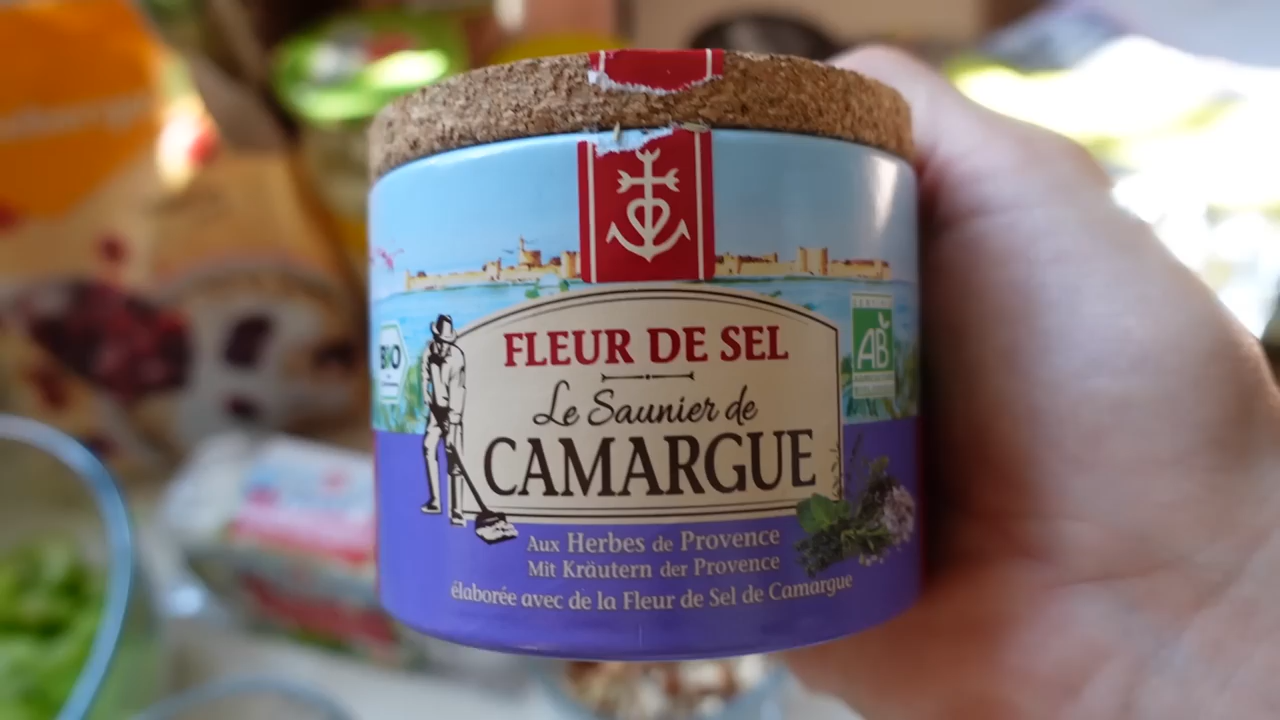 FLEUR DE SEL
Le Saunier de
CAMARGUE
BIO
AB
Aux Herbes de Provence
Mit Kräutern der Provence
élaborée avec de la Fleur de Sel de Camargue